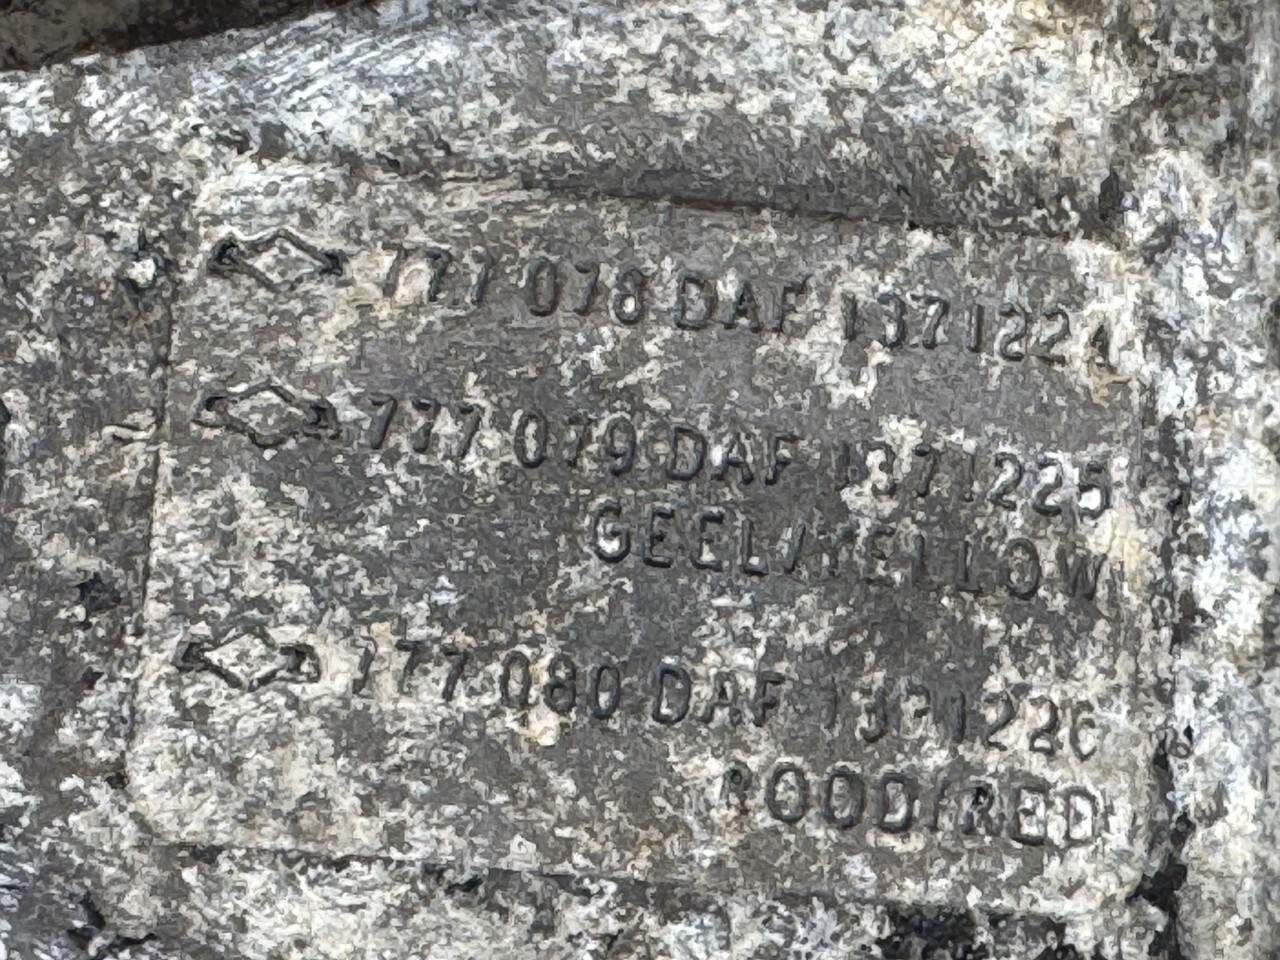 777 078 DAF 1371224
777 079 DAF 1371225
GEEL/YELLOW
777 080 DAF 1371226
ROOD/RED